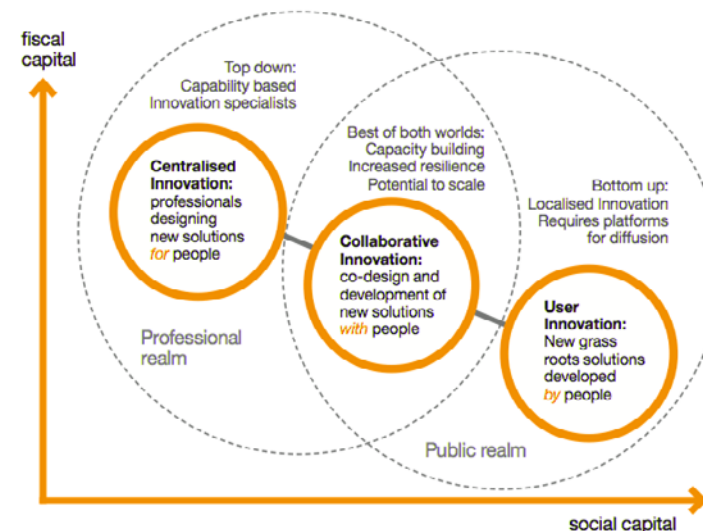 fiscal
capital
Top down:
Capability based
Innovation specialists
Centralised
Innovation:
professionals
designing
new solutions
for people
Professional
realm
Best of both worlds:
Capacity building
Increased resilience
Potential to scale
Collaborative
Innovation:
co-design and
development of
new solutions
with people
Bottom up:
Localised Innovation
Requires platforms
for diffusion
User
Innovation:
New grass
roots solutions
developed
by people
Public realm
social capital